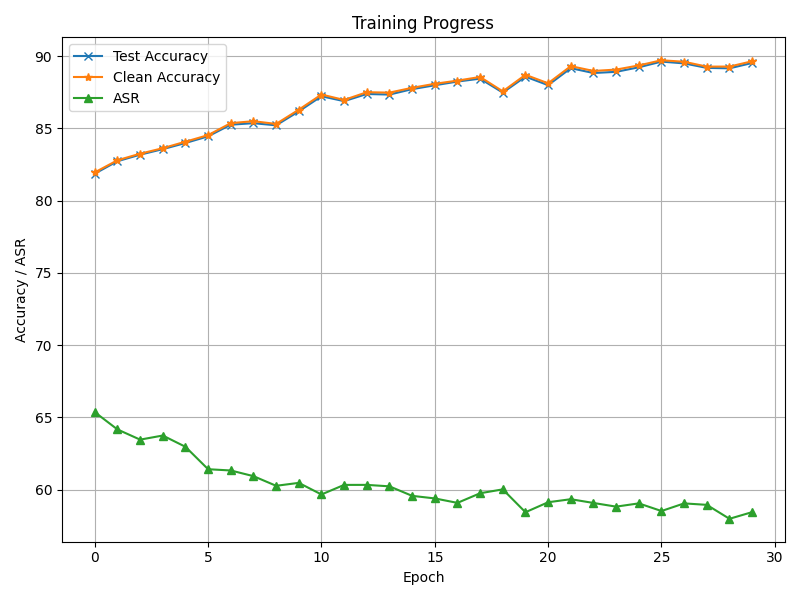 Training Progress
Test Accuracy
Clean Accuracy
ASR
Accuracy / ASR
90
85
80
75
70
65
60
0 5 10 15 20 25 30
Epoch